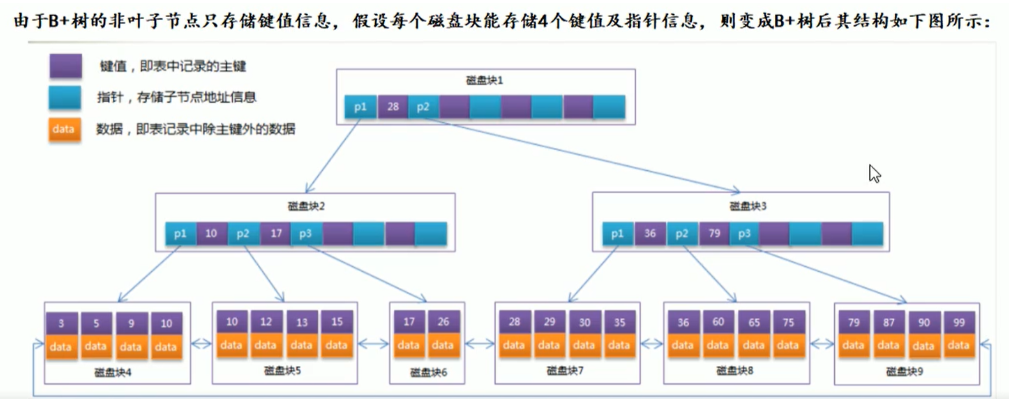 由于B+树的非叶子节点只存储键值信息，假设每个磁盘块能存储4个键值及指针信息，则变成B+树后其结构如下图所示：
键值，即表中记录的主键
指针，存储子节点地址信息
data 数据，即表记录中除主键外的数据
磁盘块1
p1 28 p2
磁盘块2
p1 10 p2 17 p3
磁盘块3
p1 36 p2 79 p3
3 5 9 10
data data data data
磁盘块4
10 12 13 15
data data data data
磁盘块5
17 26
data data
磁盘块6
28 29 30 35
data data data data
磁盘块7
36 60 65 75
data data data data
磁盘块8
79 87 90 99
data data data data
磁盘块9